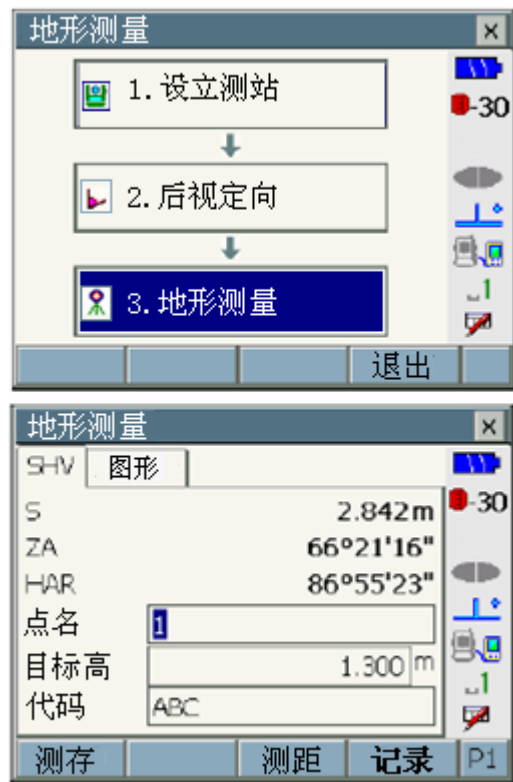 地形测量
1.设立测站
-30
2.后视定向
1
3.地形测量
退出
地形测量
SHV 图形
S 2.842m
-30
ZA 66°21'16"
HAR 86°55'23"
点名 1
目标高 1.300 m
1
代码 ABC
测存 测距 记录 P1